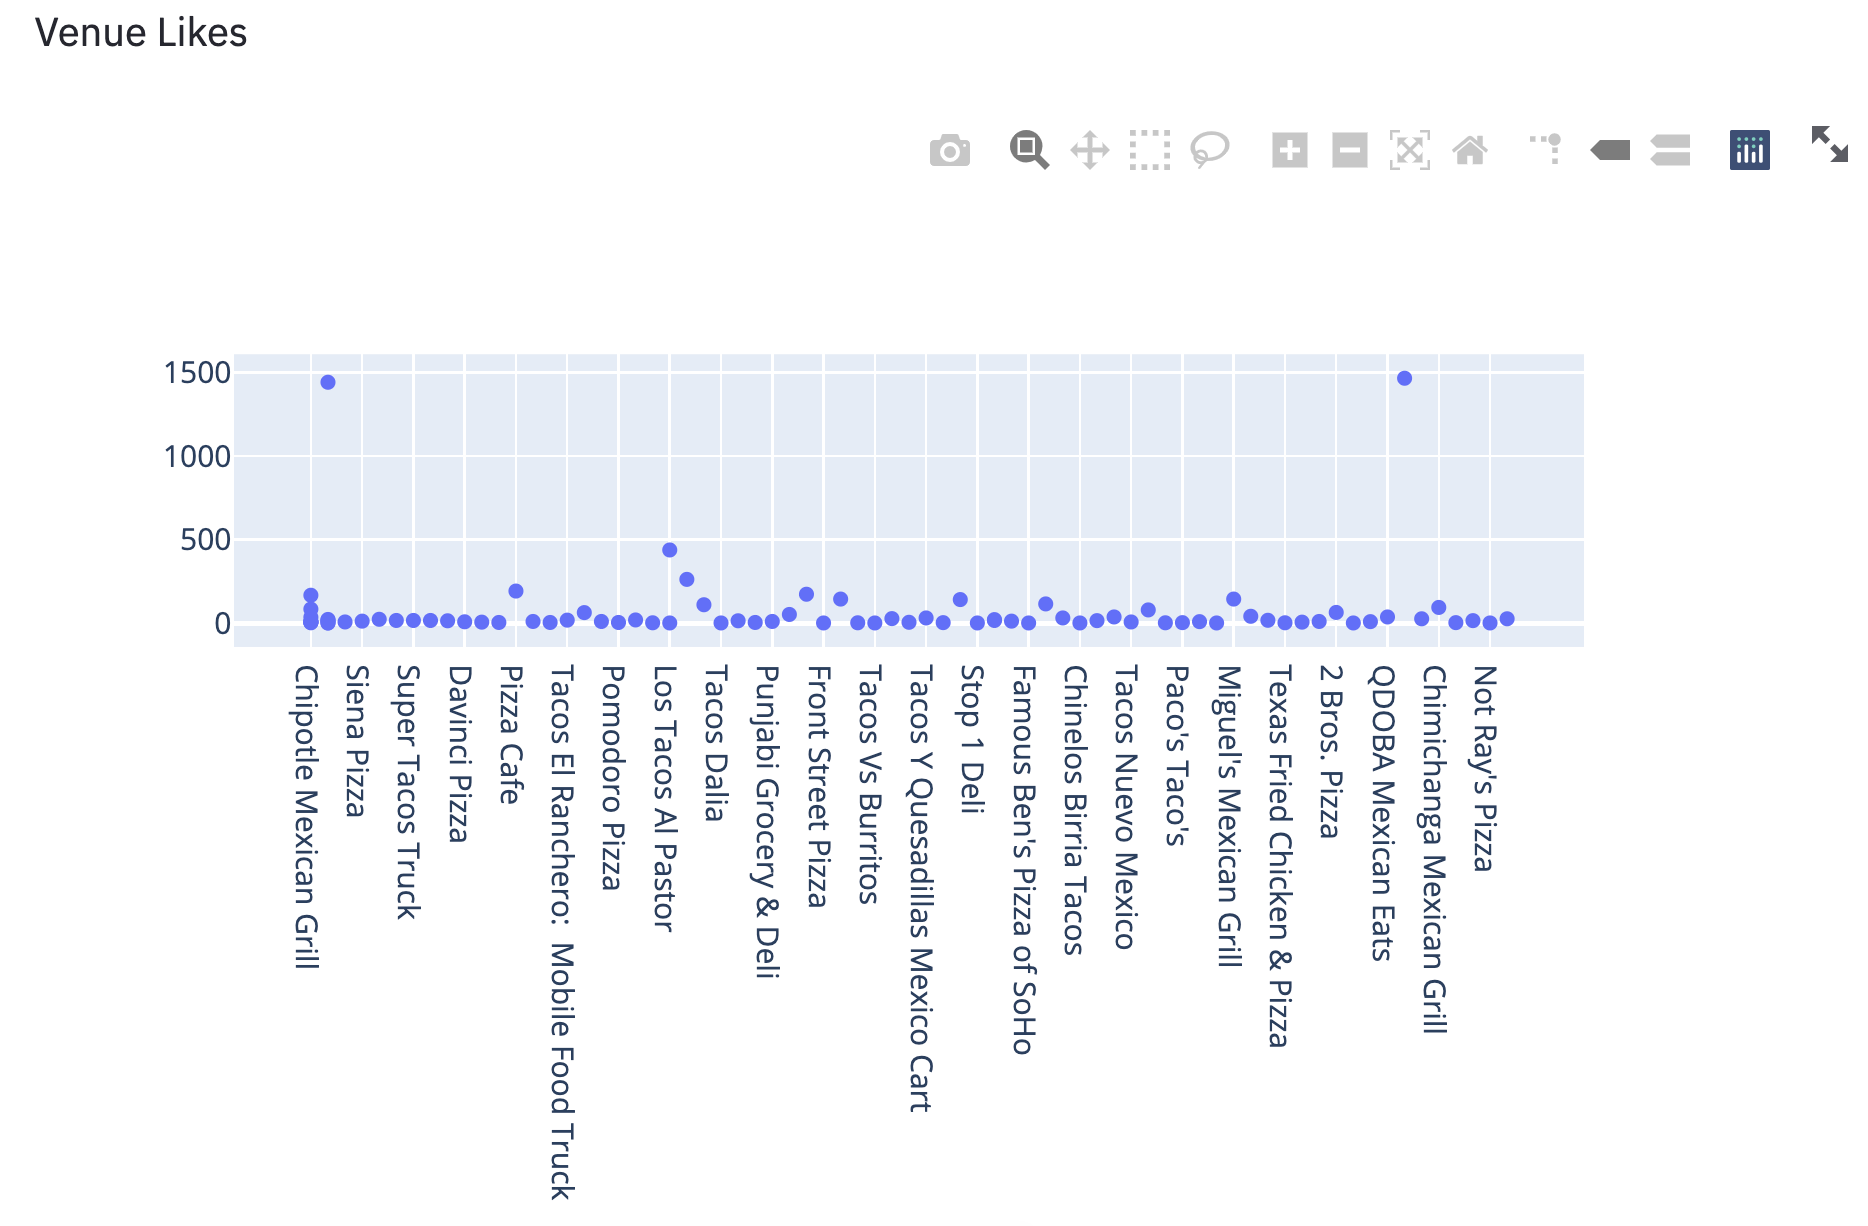 Venue Likes
1500
1000
500
0
Chipotle Mexican Grill
Siena Pizza
Super Tacos Truck
Davinci Pizza
Pizza Cafe
Tacos El Ranchero:  Mobile Food Truck
Pomodoro Pizza
Los Tacos Al Pastor
Tacos Dalia
Punjabi Grocery & Deli
Front Street Pizza
Tacos Vs Burritos
Tacos Y Quesadillas Mexico Cart
Stop 1 Deli
Famous Ben's Pizza of SoHo
Chinelos Birria Tacos
Tacos Nuevo Mexico
Paco's Taco's
Miguel's Mexican Grill
Texas Fried Chicken & Pizza
2 Bros. Pizza
QDOBA Mexican Eats
Chimichanga Mexican Grill
Not Ray's Pizza